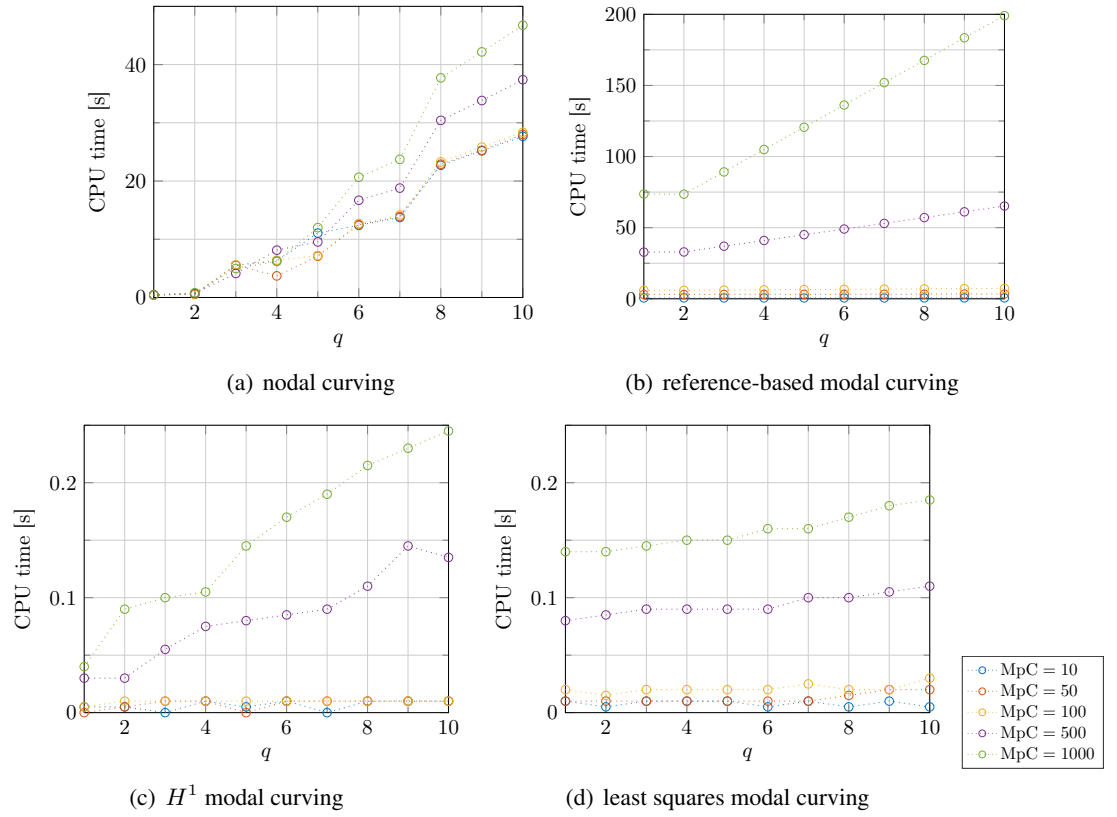 40
20
0
CPU time [s]
2 4 6 8 10
q
(a) nodal curving
200
150
100
50
0
CPU time [s]
2 4 6 8 10
q
(b) reference-based modal curving
0.2
0.1
0
CPU time [s]
2 4 6 8 10
q
(c) H¹ modal curving
0.2
0.1
0
CPU time [s]
2 4 6 8 10
q
(d) least squares modal curving
MpC = 10
MpC = 50
MpC = 100
MpC = 500
MpC = 1000